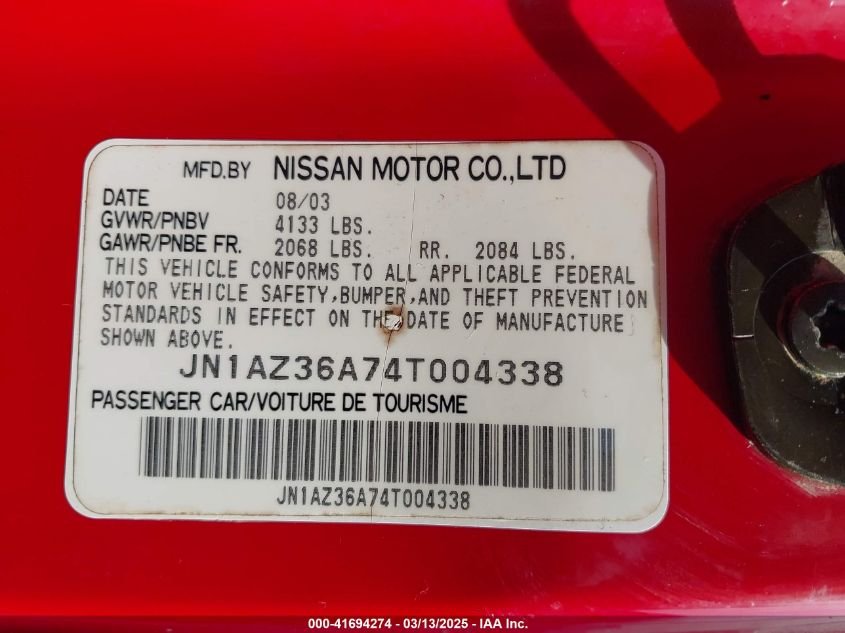 MFD.BY NISSAN MOTOR CO.,LTD
DATE 08/03
GVWR/PNBV 4133 LBS.
GAWR/PNBE FR. 2068 LBS. RR. 2084 LBS.
THIS VEHICLE CONFORMS TO ALL APPLICABLE FEDERAL
MOTOR VEHICLE SAFETY,BUMPER,AND THEFT PREVENTION
STANDARDS IN EFFECT ON THE DATE OF MANUFACTURE
SHOWN ABOVE.
JN1AZ36A74T004338
PASSENGER CAR/VOITURE DE TOURISME
JN1AZ36A74T004338
000-41694274 - 03/13/2025 - IAA Inc.